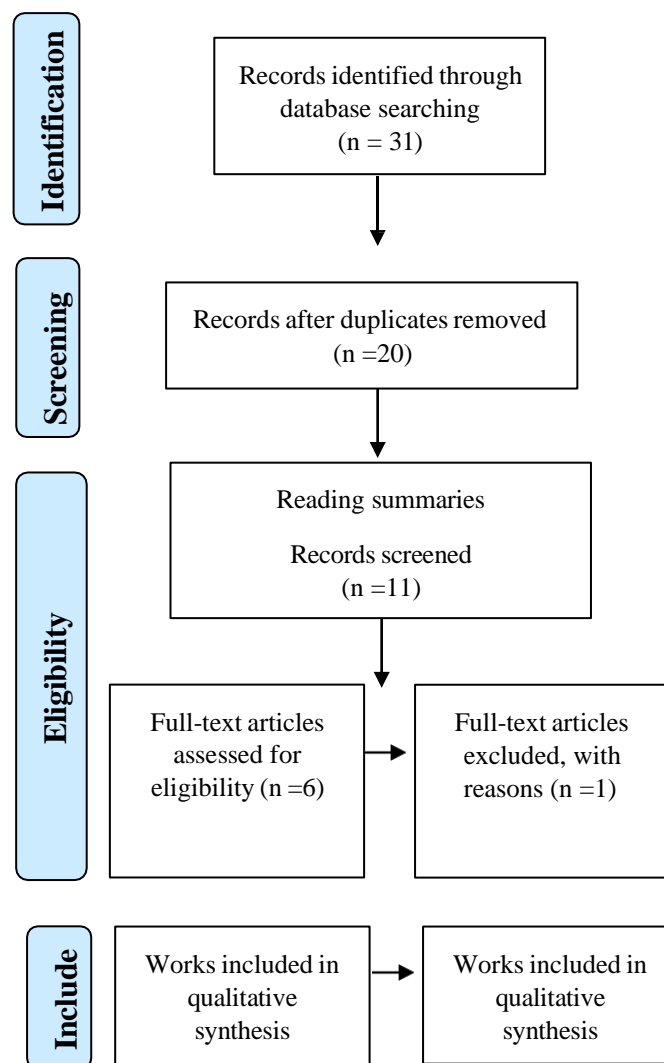 Identification
Records identified through
database searching
(n = 31)
Screening
Records after duplicates removed
(n =20)
Eligibility
Reading summaries
Records screened
(n =11)
Full-text articles
assessed for
eligibility (n =6)
Full-text articles
excluded, with
reasons (n =1)
Include
Works included in
qualitative
synthesis
Works included in
qualitative
synthesis